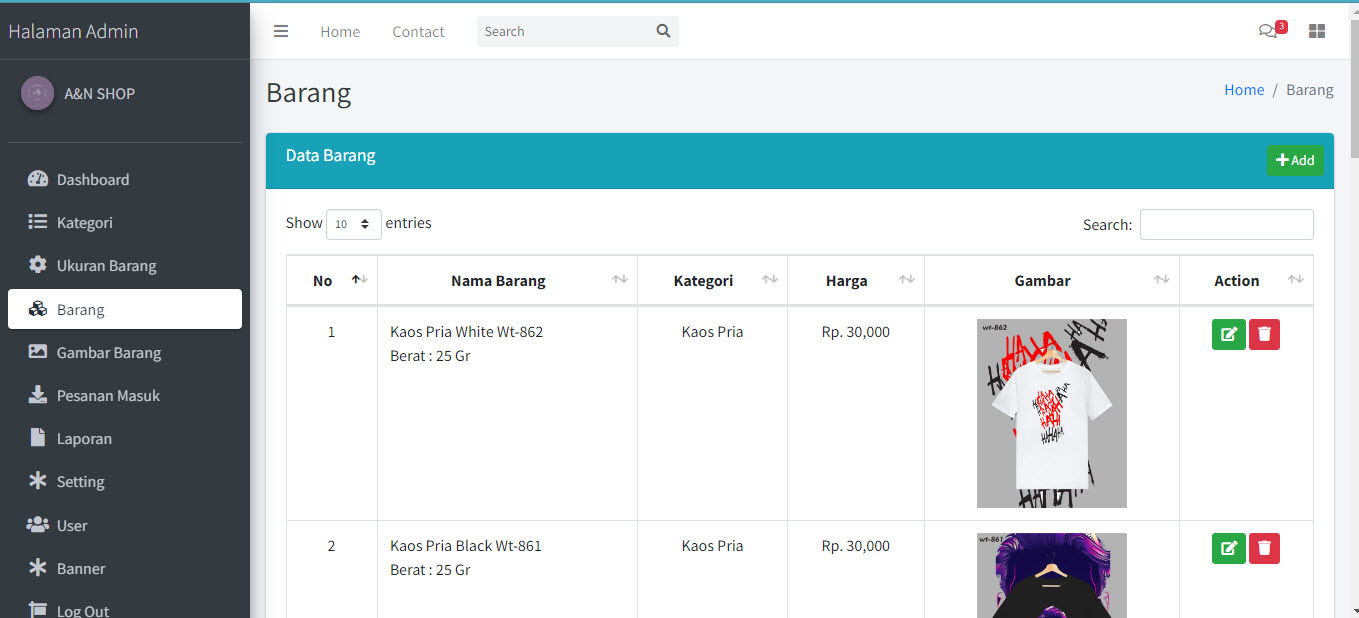 Halaman Admin
Home Contact Search 3
A&N SHOP
Barang
Home / Barang
Data Barang
Add
Dashboard
Kategori
Ukuran Barang
Barang
Gambar Barang
Pesanan Masuk
Laporan
Setting
User
Banner
Log Out
Show 10 entries
Search:
No Nama Barang Kategori Harga Gambar Action
1 Kaos Pria White Wt-862 Kaos Pria Rp. 30,000
Berat : 25 Gr
wt-862
2 Kaos Pria Black Wt-861 Kaos Pria Rp. 30,000
Berat : 25 Gr
wt-861